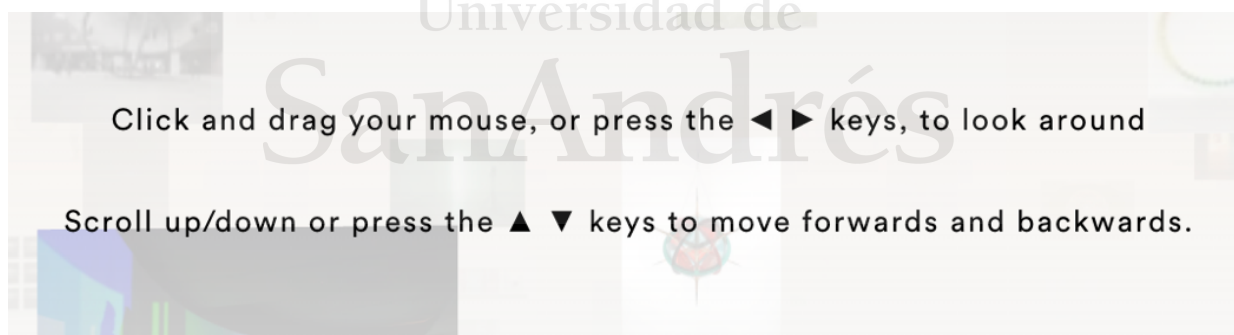 Universidad de
SanAndrés
Click and drag your mouse, or press the ◀ ▶ keys, to look around
Scroll up/down or press the ▲ ▼ keys to move forwards and backwards.